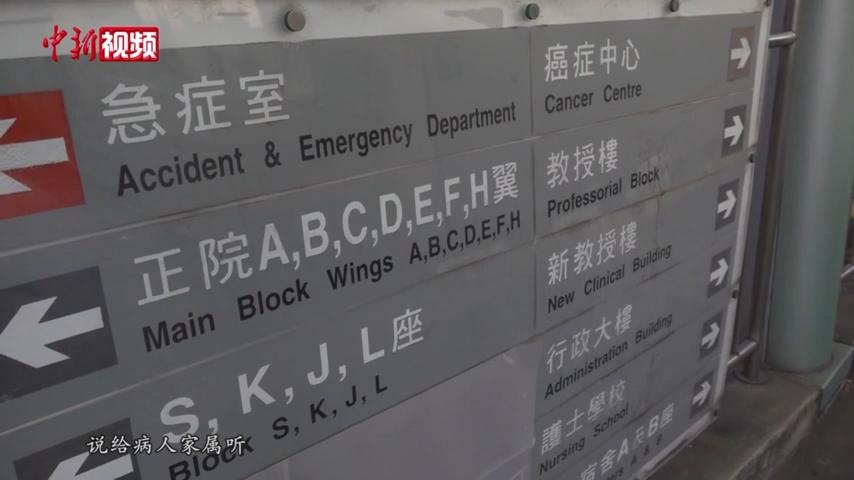 中新视频
急症室
Accident & Emergency Department
正院A,B,C,D,E,F,H翼
Main Block Wings A,B,C,D,E,F,H
S,K,J,L座
Block S,K,J,L
癌症中心
Cancer Centre
教授樓
Professorial Block
新教授樓
New Clinical Building
行政大樓
Administration Building
護士學校
Nursing School
宿舍A及B座
A & B
说给病人家属听